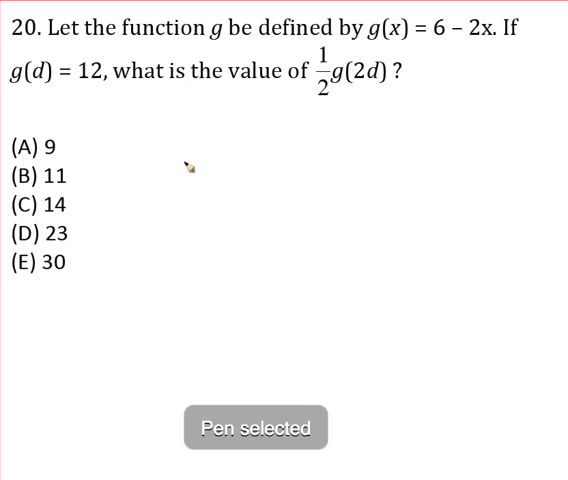 20. Let the function g be defined by g(x) = 6 – 2x. If
g(d) = 12, what is the value of 1/2 g(2d) ?
(A) 9
(B) 11
(C) 14
(D) 23
(E) 30
Pen selected